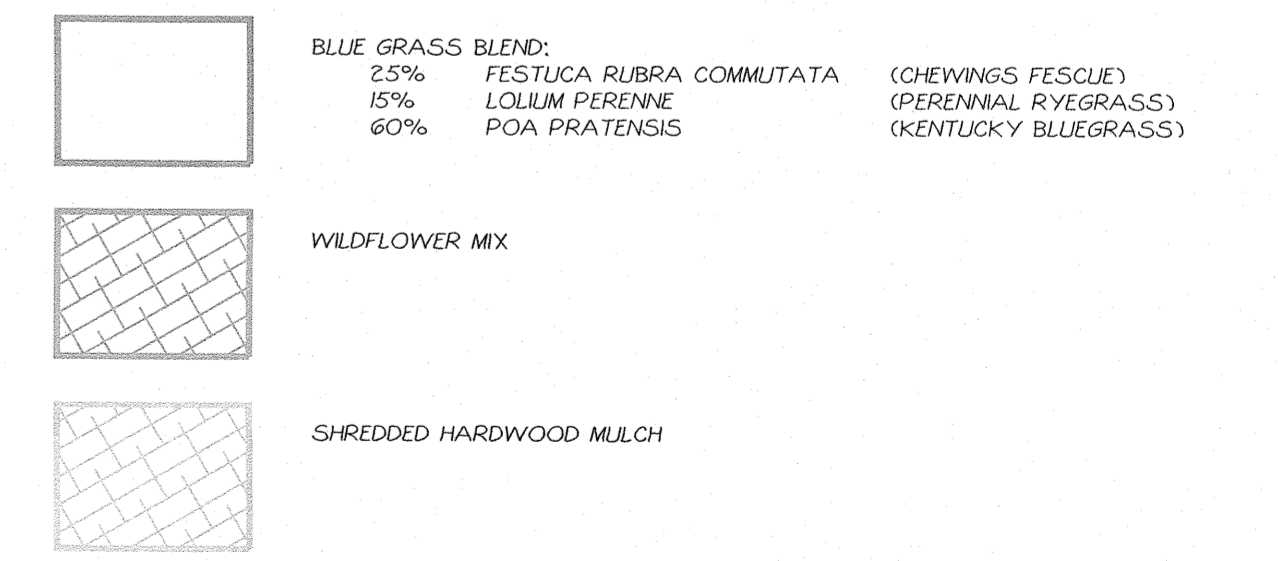 BLUE GRASS BLEND:
25% FESTUCA RUBRA COMMUTATA (CHEWINGS FESCUE)
15% LOLIUM PERENNE (PERENNIAL RYEGRASS)
60% POA PRATENSIS (KENTUCKY BLUEGRASS)
WILDFLOWER MIX
SHREDDED HARDWOOD MULCH